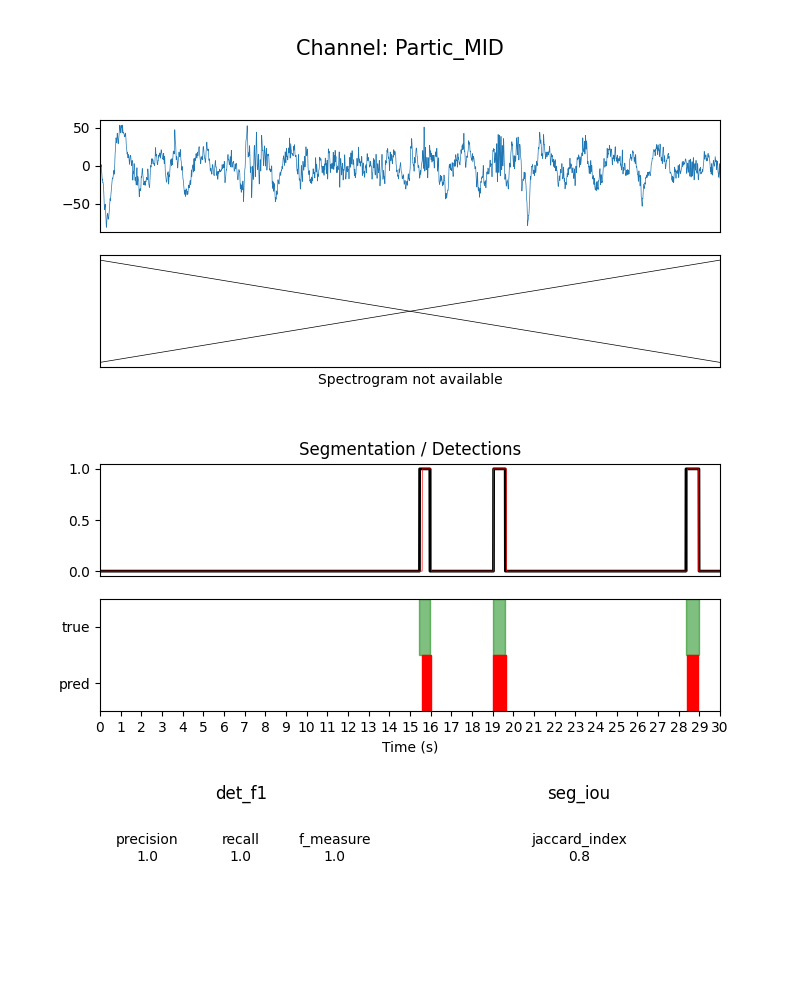 Channel: Partic_MID
50
0
−50
Spectrogram not available
Segmentation / Detections
1.0
0.5
0.0
true
pred
0 1 2 3 4 5 6 7 8 9 10 11 12 13 14 15 16 17 18 19 20 21 22 23 24 25 26 27 28 29 30
Time (s)
det_f1 seg_iou
precision recall f_measure jaccard_index
1.0 1.0 1.0 0.8